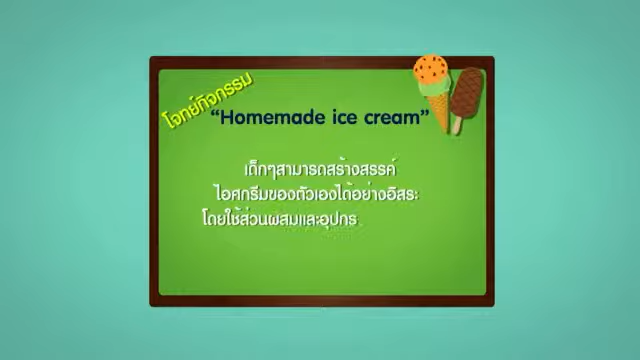 โจทย์กิจกรรม
“Homemade ice cream”
เด็กๆสามารถสร้างสรรค์
ไอศกรีมของตัวเองได้อย่างอิสระ
โดยใช้ส่วนผสมและอุปกร